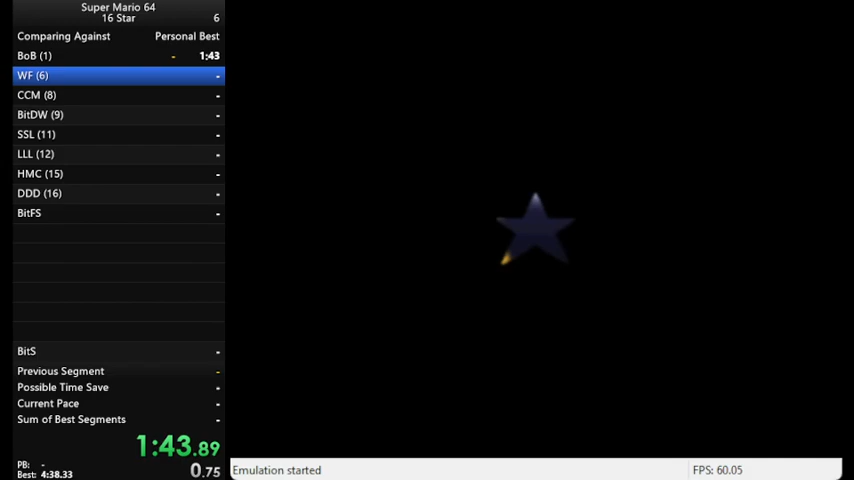 Super Mario 64
16 Star 6
Comparing Against Personal Best
BoB (1) - 1:43
WF (6) -
CCM (8) -
BitDW (9) -
SSL (11) -
LLL (12) -
HMC (15) -
DDD (16) -
BitFS -
BitS -
Previous Segment -
Possible Time Save -
Current Pace -
Sum of Best Segments -
1:43.89
PB: -
Best: 4:38.33 0.75
Emulation started FPS: 60.05